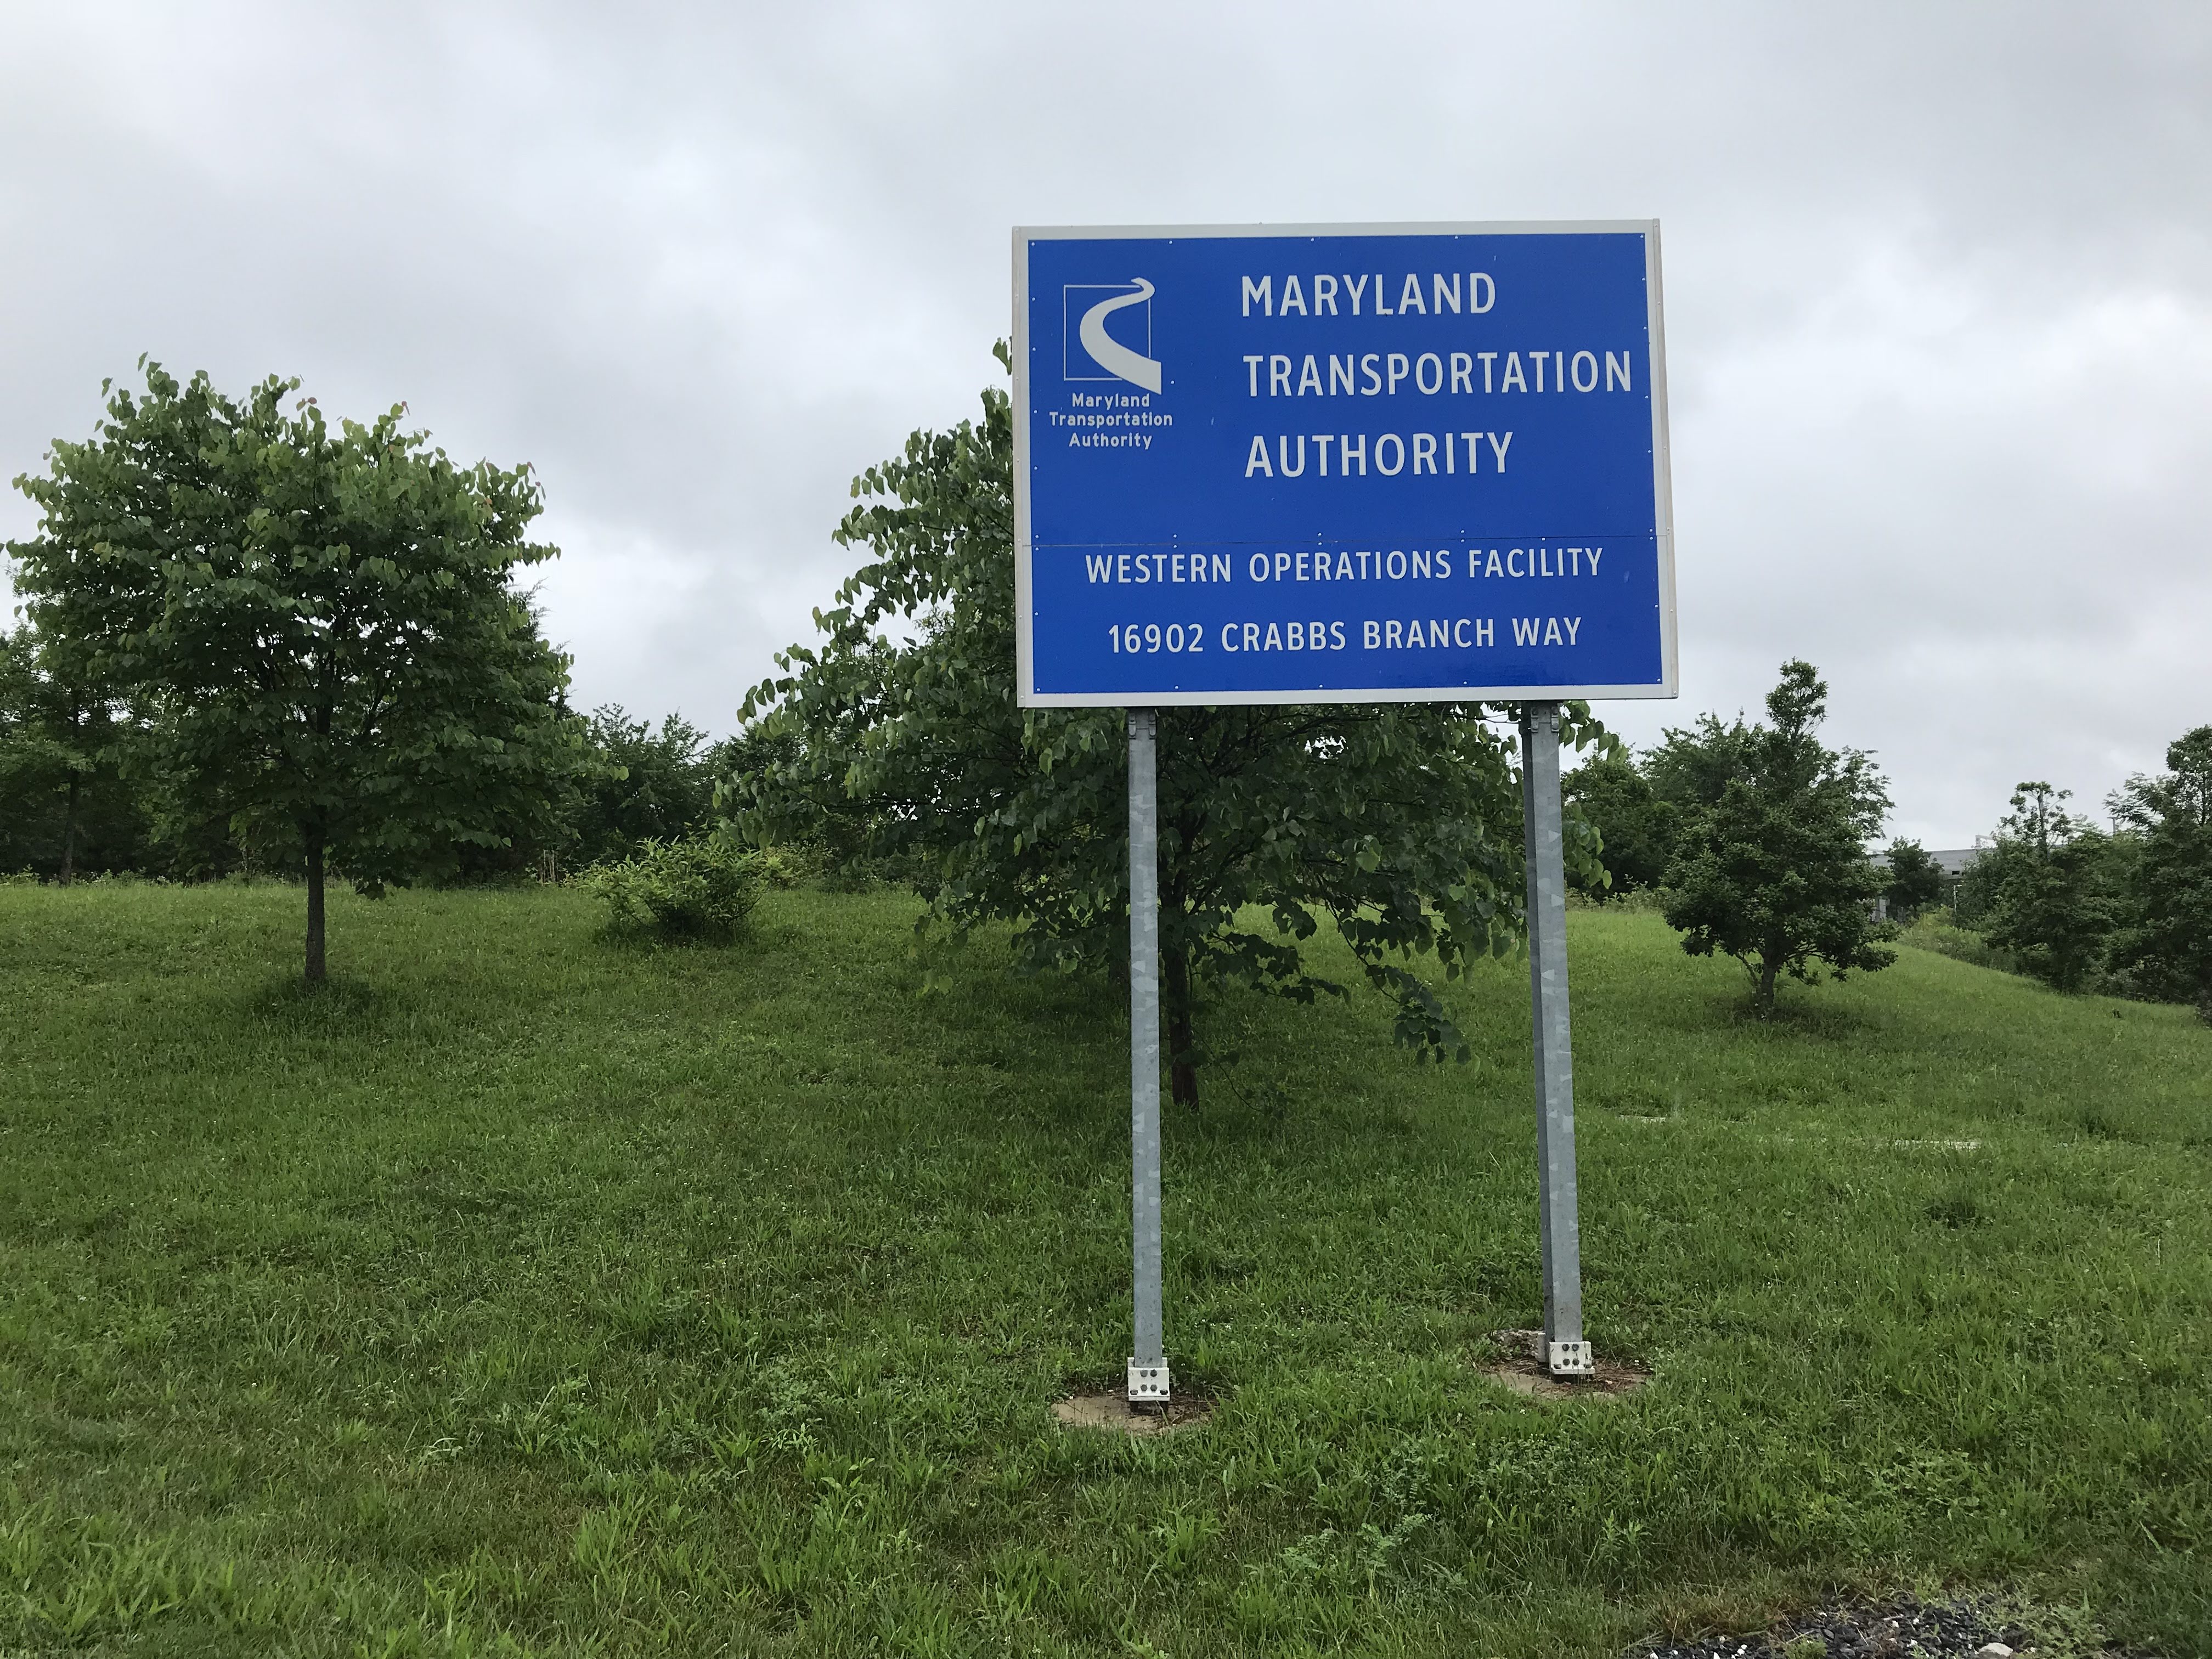 Maryland
Transportation
Authority
MARYLAND
TRANSPORTATION
AUTHORITY
WESTERN OPERATIONS FACILITY
16902 CRABBS BRANCH WAY